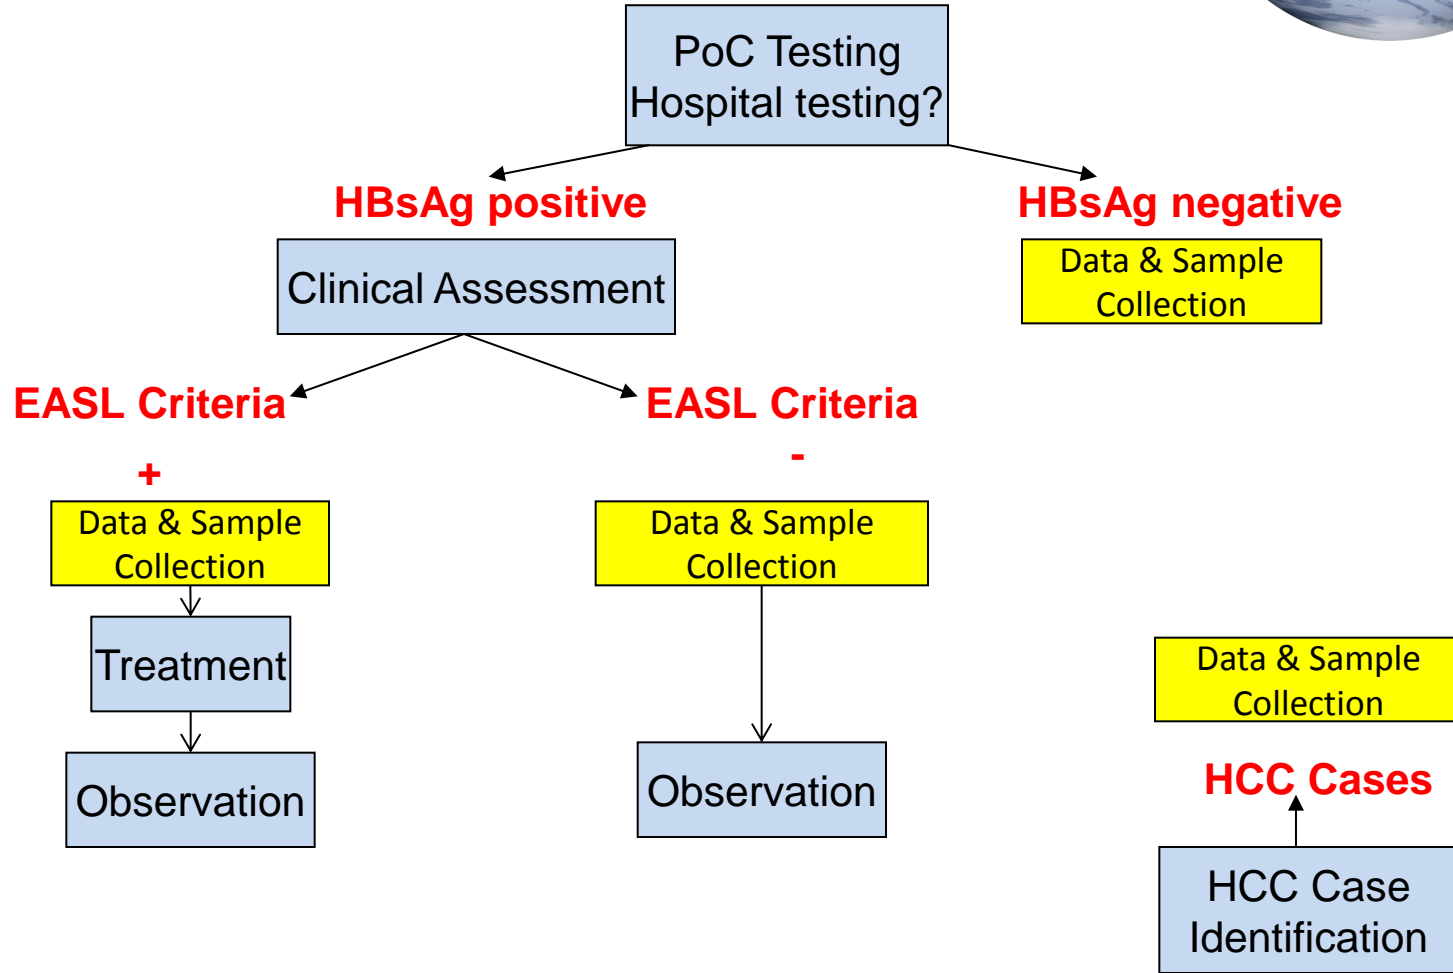 PoC Testing
Hospital testing?
HBsAg positive
HBsAg negative
Clinical Assessment
Data & Sample
Collection
EASL Criteria
+
EASL Criteria
-
Data & Sample
Collection
Data & Sample
Collection
Treatment
Observation
Observation
Data & Sample
Collection
HCC Cases
HCC Case
Identification